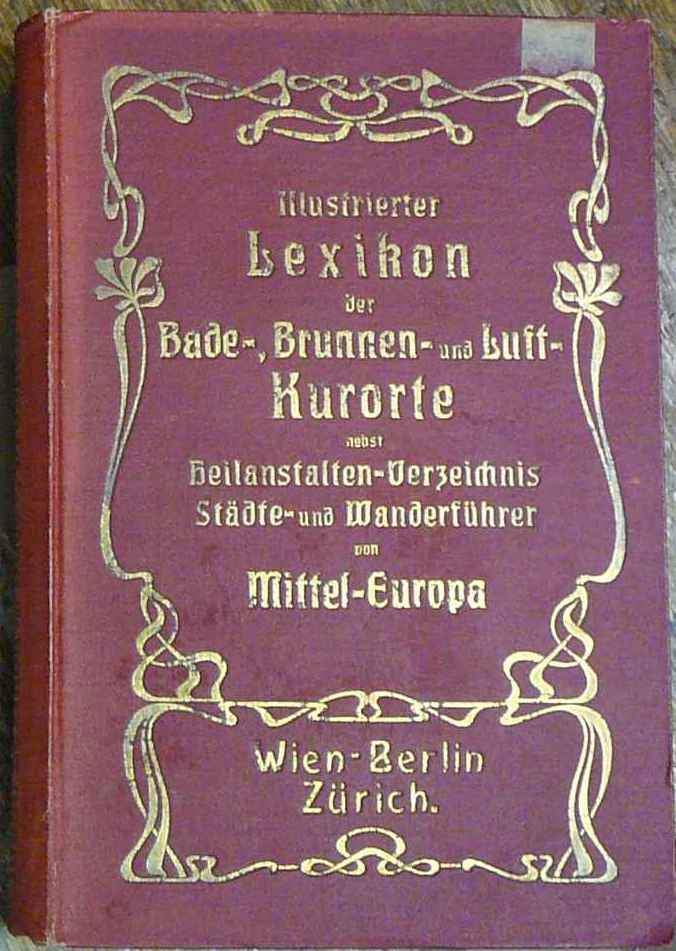 Illustrierter
Lexikon
der
Bade-, Brunnen- und Luft-
Kurorte
nebst
Heilanstalten-Verzeichnis
Städte- und Wanderführer
von
Mittel-Europa
Wien-Berlin
Zürich.